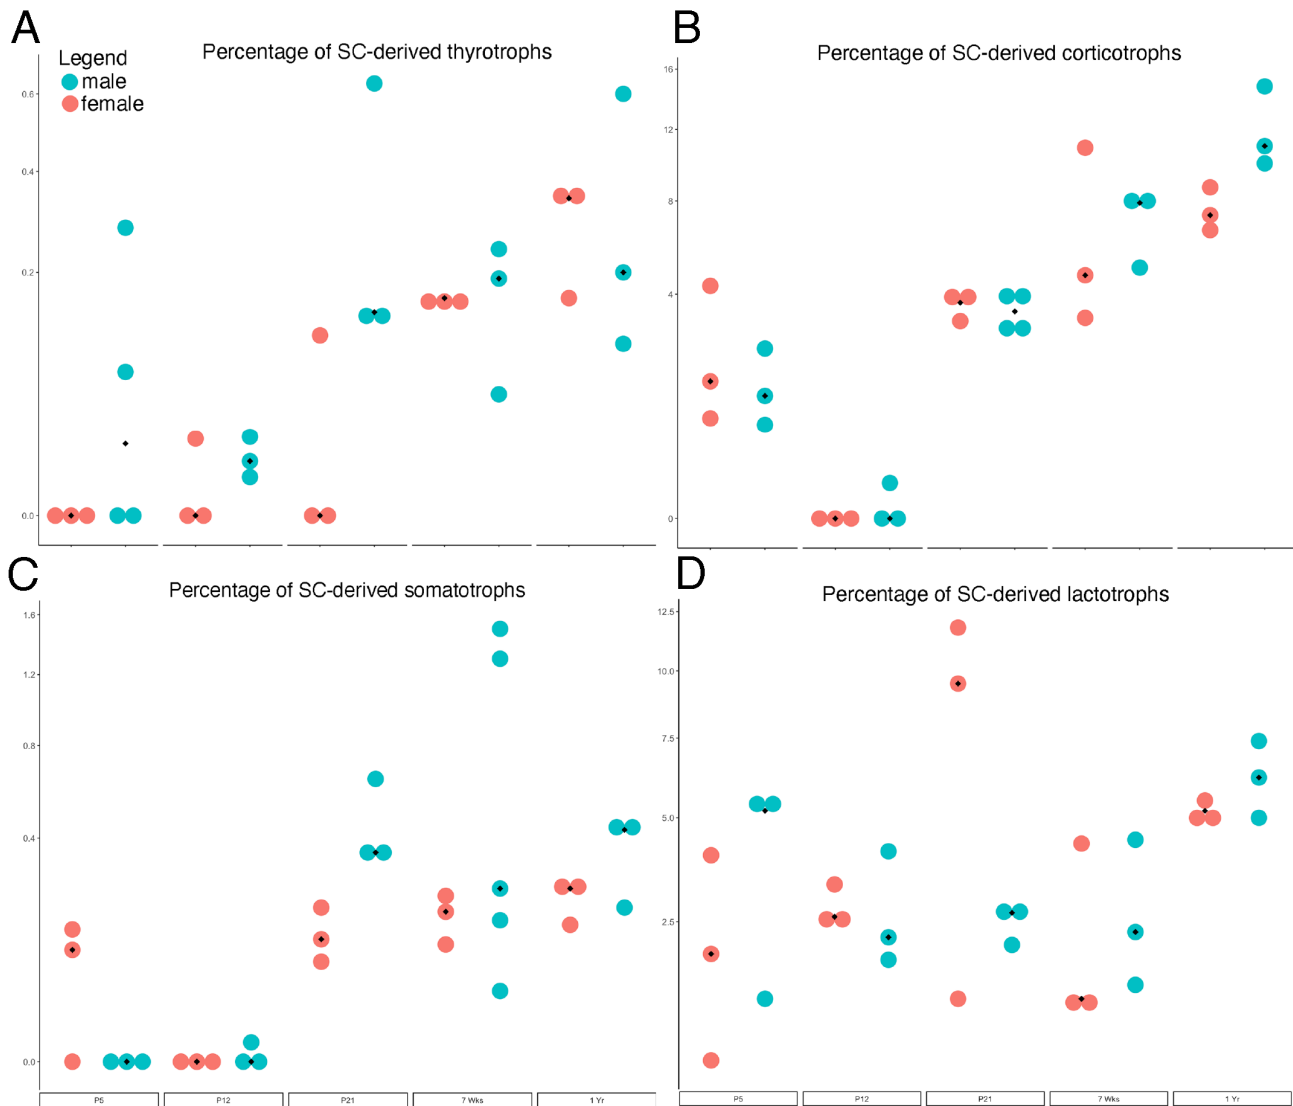 A
Percentage of SC-derived thyrotrophs
Legend
male
female
0.6
0.4
0.2
0.0
B
Percentage of SC-derived corticotrophs
16
12
8
4
0
C
Percentage of SC-derived somatotrophs
1.6
1.2
0.8
0.4
0.0
P5
P12
P21
7 Wks
1 Yr
D
Percentage of SC-derived lactotrophs
12.5
10.0
7.5
5.0
2.5
P5
P12
P21
7 Wks
1 Yr